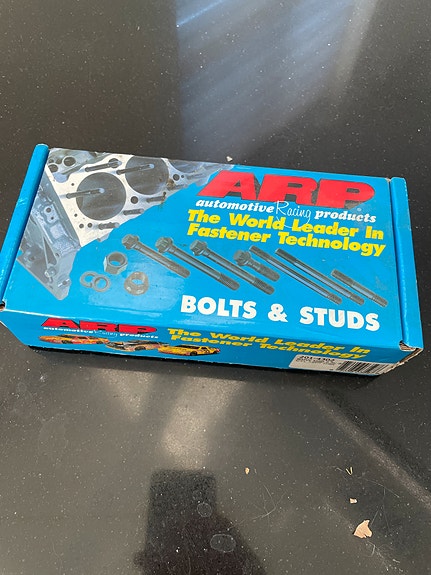 ARP
automotive Racing products
The World Leader In
Fastener Technology
BOLTS & STUDS
ARP
automotive Racing Products
The World Leader In
Fastener Technology